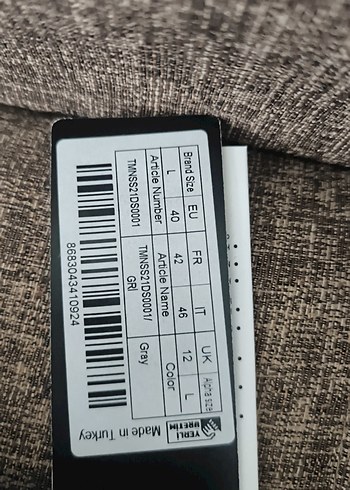 Brand Size EU FR IT UK Alpha size
L 40 42 46 12 L
Article Number Article Name Color
TMNSS21DS0001 TMNSS21DS0001/ Gray
GRİ
8683043410924
YERLİ
ÜRETİM
Made in Turkey